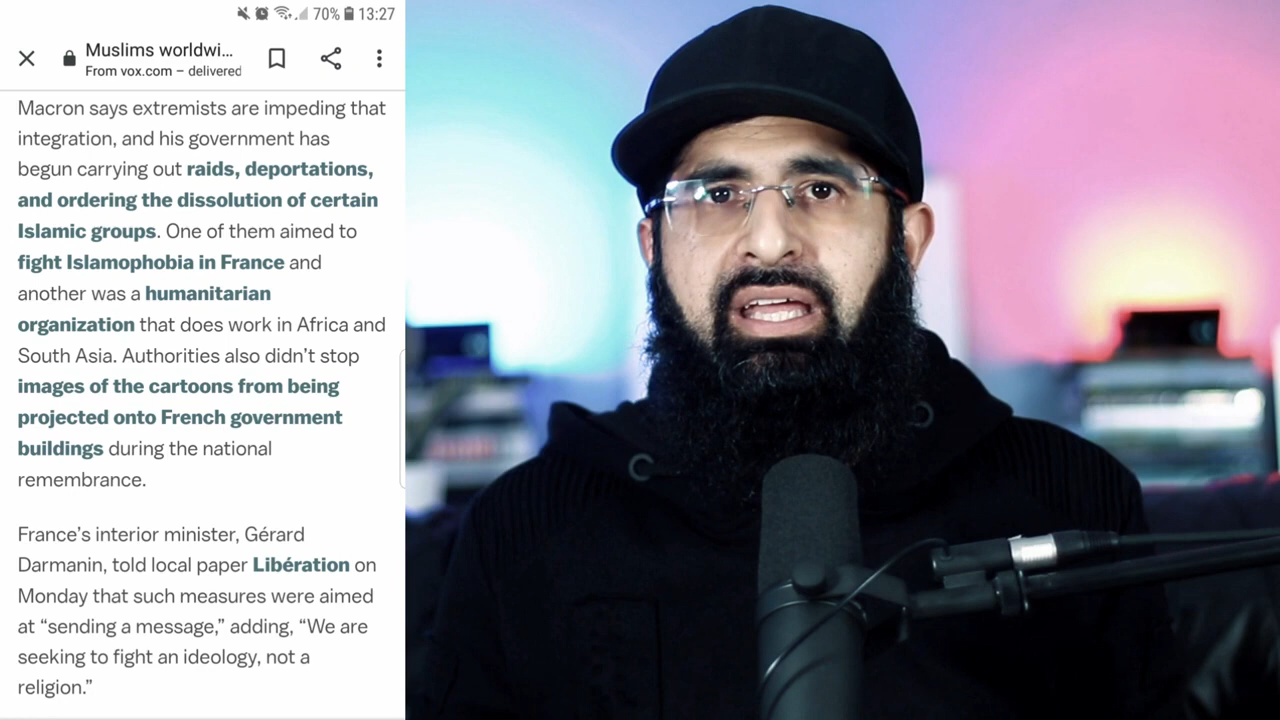 70% 13:27
Muslims worldwi...
From vox.com – delivered
Macron says extremists are impeding that
integration, and his government has
begun carrying out raids, deportations,
and ordering the dissolution of certain
Islamic groups. One of them aimed to
fight Islamophobia in France and
another was a humanitarian
organization that does work in Africa and
South Asia. Authorities also didn’t stop
images of the cartoons from being
projected onto French government
buildings during the national
remembrance.
France’s interior minister, Gérard
Darmanin, told local paper Libération on
Monday that such measures were aimed
at “sending a message,” adding, “We are
seeking to fight an ideology, not a
religion.”